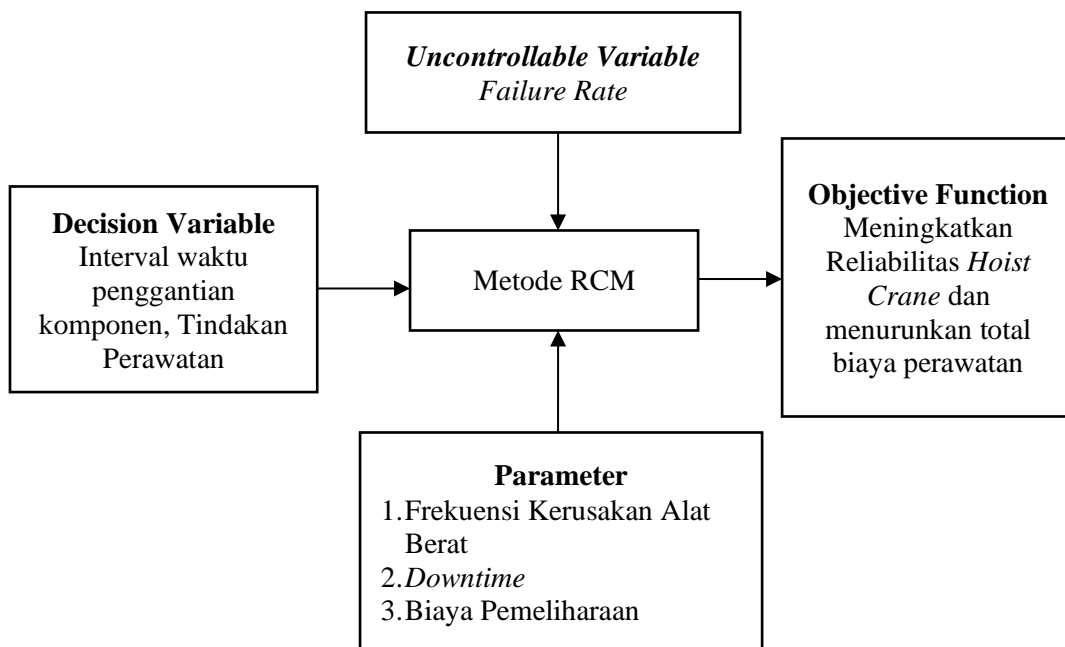 Uncontrollable Variable
Failure Rate
Decision Variable
Interval waktu
penggantian
komponen, Tindakan
Perawatan
Metode RCM
Objective Function
Meningkatkan
Reliabilitas Hoist
Crane dan
menurunkan total
biaya perawatan
Parameter
1.Frekuensi Kerusakan Alat
Berat
2.Downtime
3.Biaya Pemeliharaan